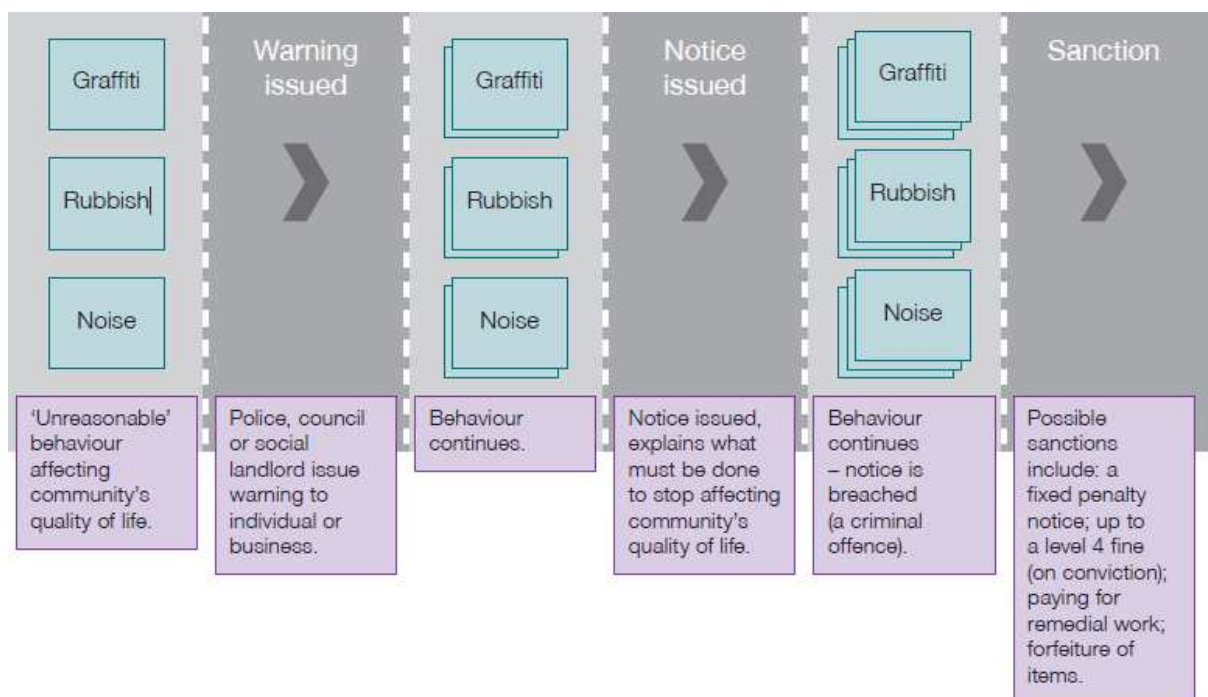 Graffiti
Rubbish
Noise
Warning
issued
Graffiti
Rubbish
Noise
Notice
issued
Graffiti
Rubbish
Noise
Sanction
‘Unreasonable’
behaviour
affecting
community’s
quality of life.
Police, council
or social
landlord issue
warning to
individual or
business.
Behaviour
continues.
Notice issued,
explains what
must be done
to stop affecting
community’s
quality of life.
Behaviour
continues
– notice is
breached
(a criminal
offence).
Possible
sanctions
include: a
fixed penalty
notice; up to
a level 4 fine
(on conviction);
paying for
remedial work;
forfeiture of
items.